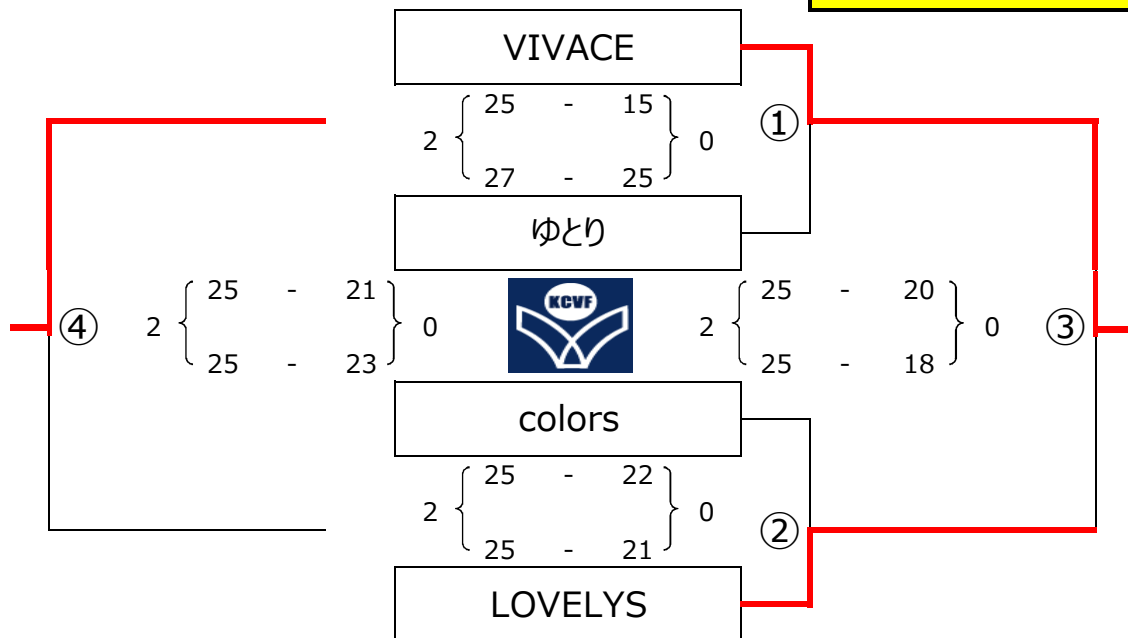 VIVACE
25 - 15
①
2 0
27 - 25
ゆとり
25 - 21 KCVF 25 - 20
④ 2 0 2 0 ③
25 - 23 25 - 18
colors
25 - 22
2 0
②
25 - 21
LOVELYS